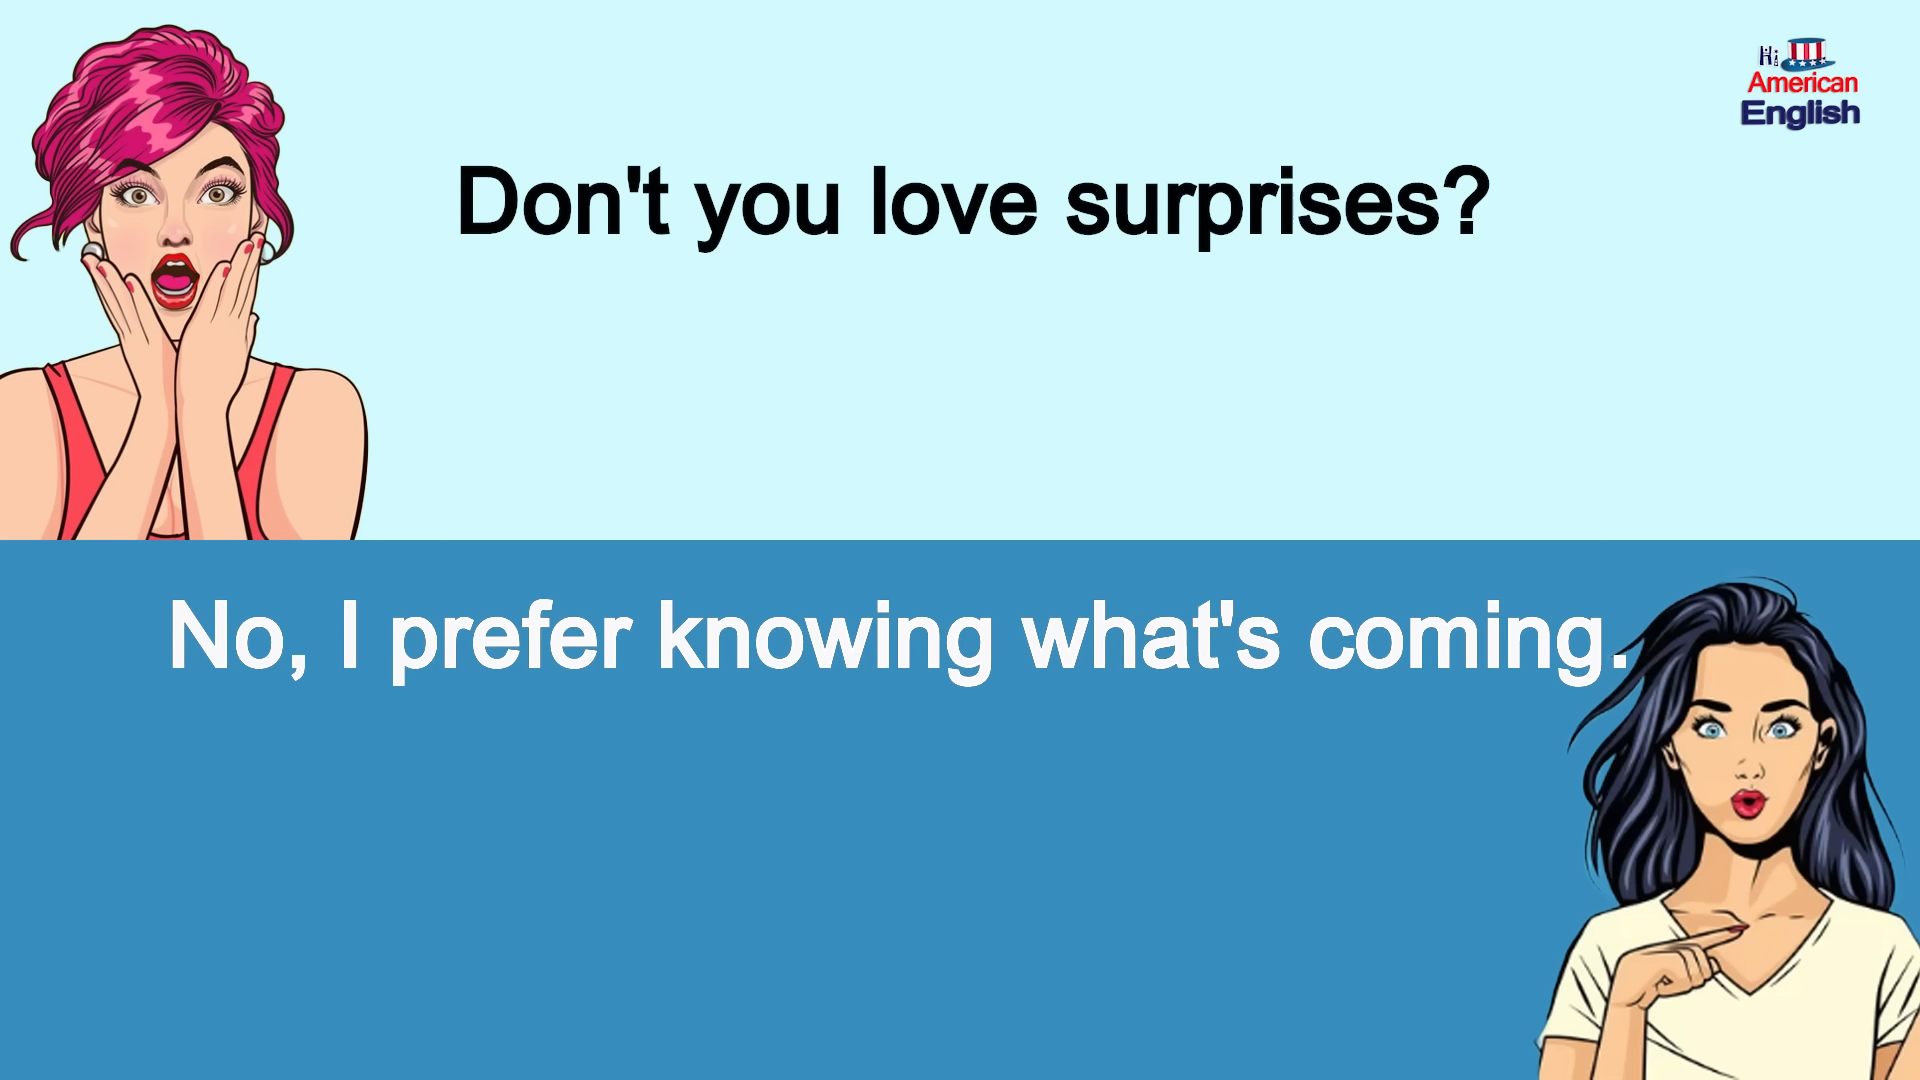 Hi
American
English
Don't you love surprises?
No, I prefer knowing what's coming.